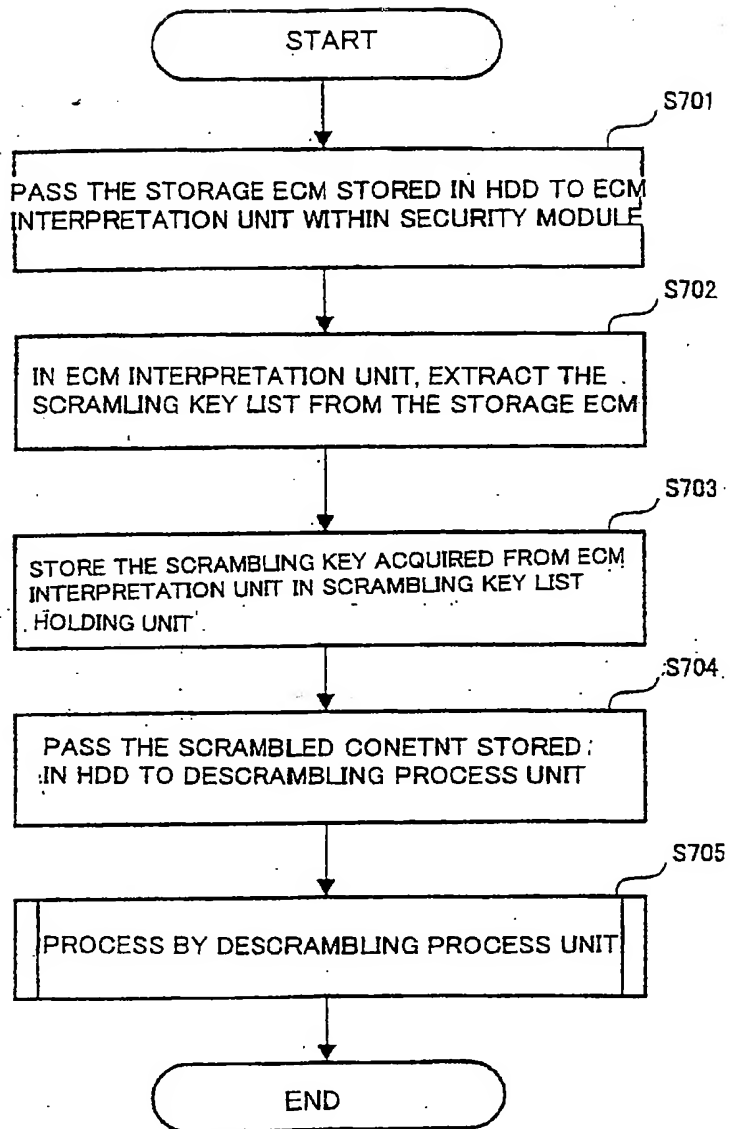 START
S701
PASS THE STORAGE ECM STORED IN HDD TO ECM
INTERPRETATION UNIT WITHIN SECURITY MODULE
S702
IN ECM INTERPRETATION UNIT, EXTRACT THE
SCRAMLING KEY LIST FROM THE STORAGE ECM
S703
STORE THE SCRAMBLING KEY ACQUIRED FROM ECM
INTERPRETATION UNIT IN SCRAMBLING KEY LIST
HOLDING UNIT
S704
PASS THE SCRAMBLED CONETNT STORED
IN HDD TO DESCRAMBLING PROCESS UNIT
S705
PROCESS BY DESCRAMBLING PROCESS UNIT
END